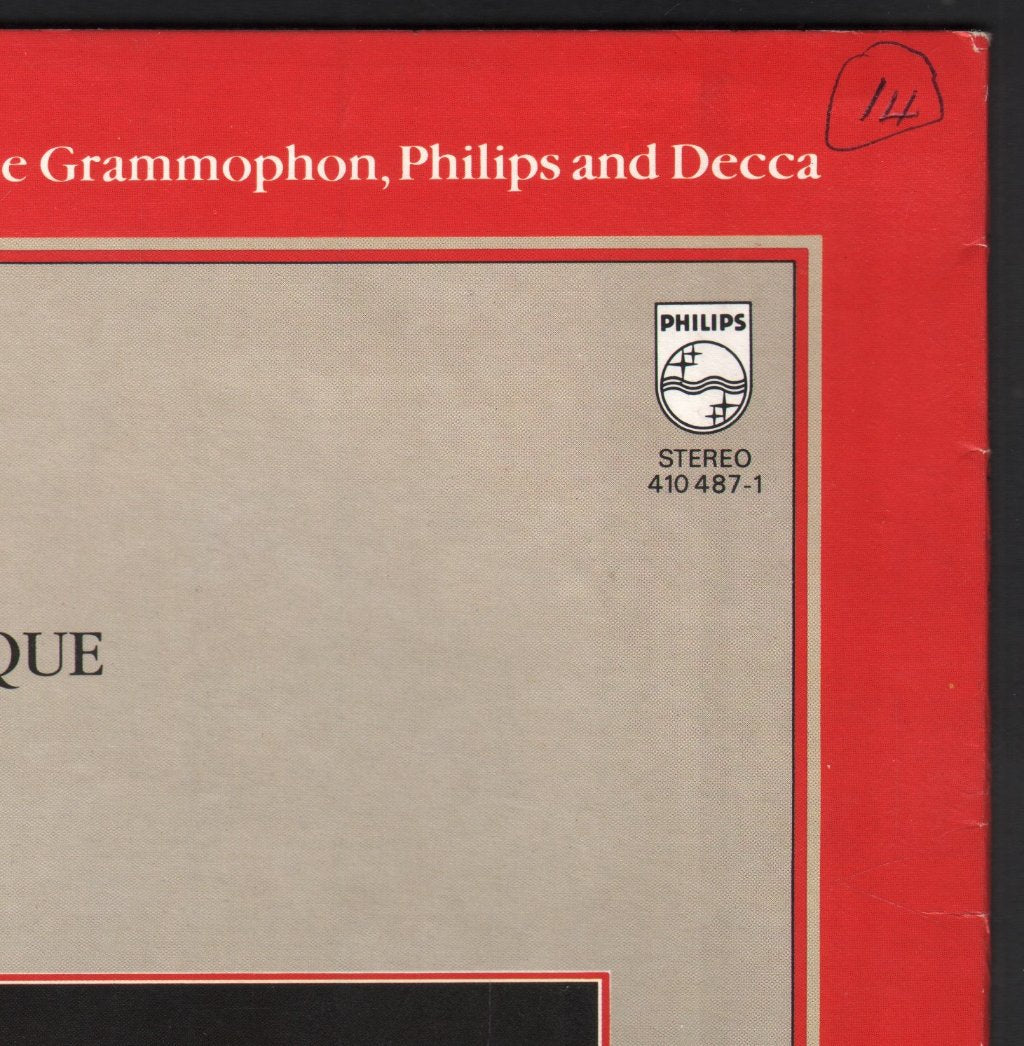 14
e Grammophon, Philips and Decca
PHILIPS
STEREO
410 487-1
QUE